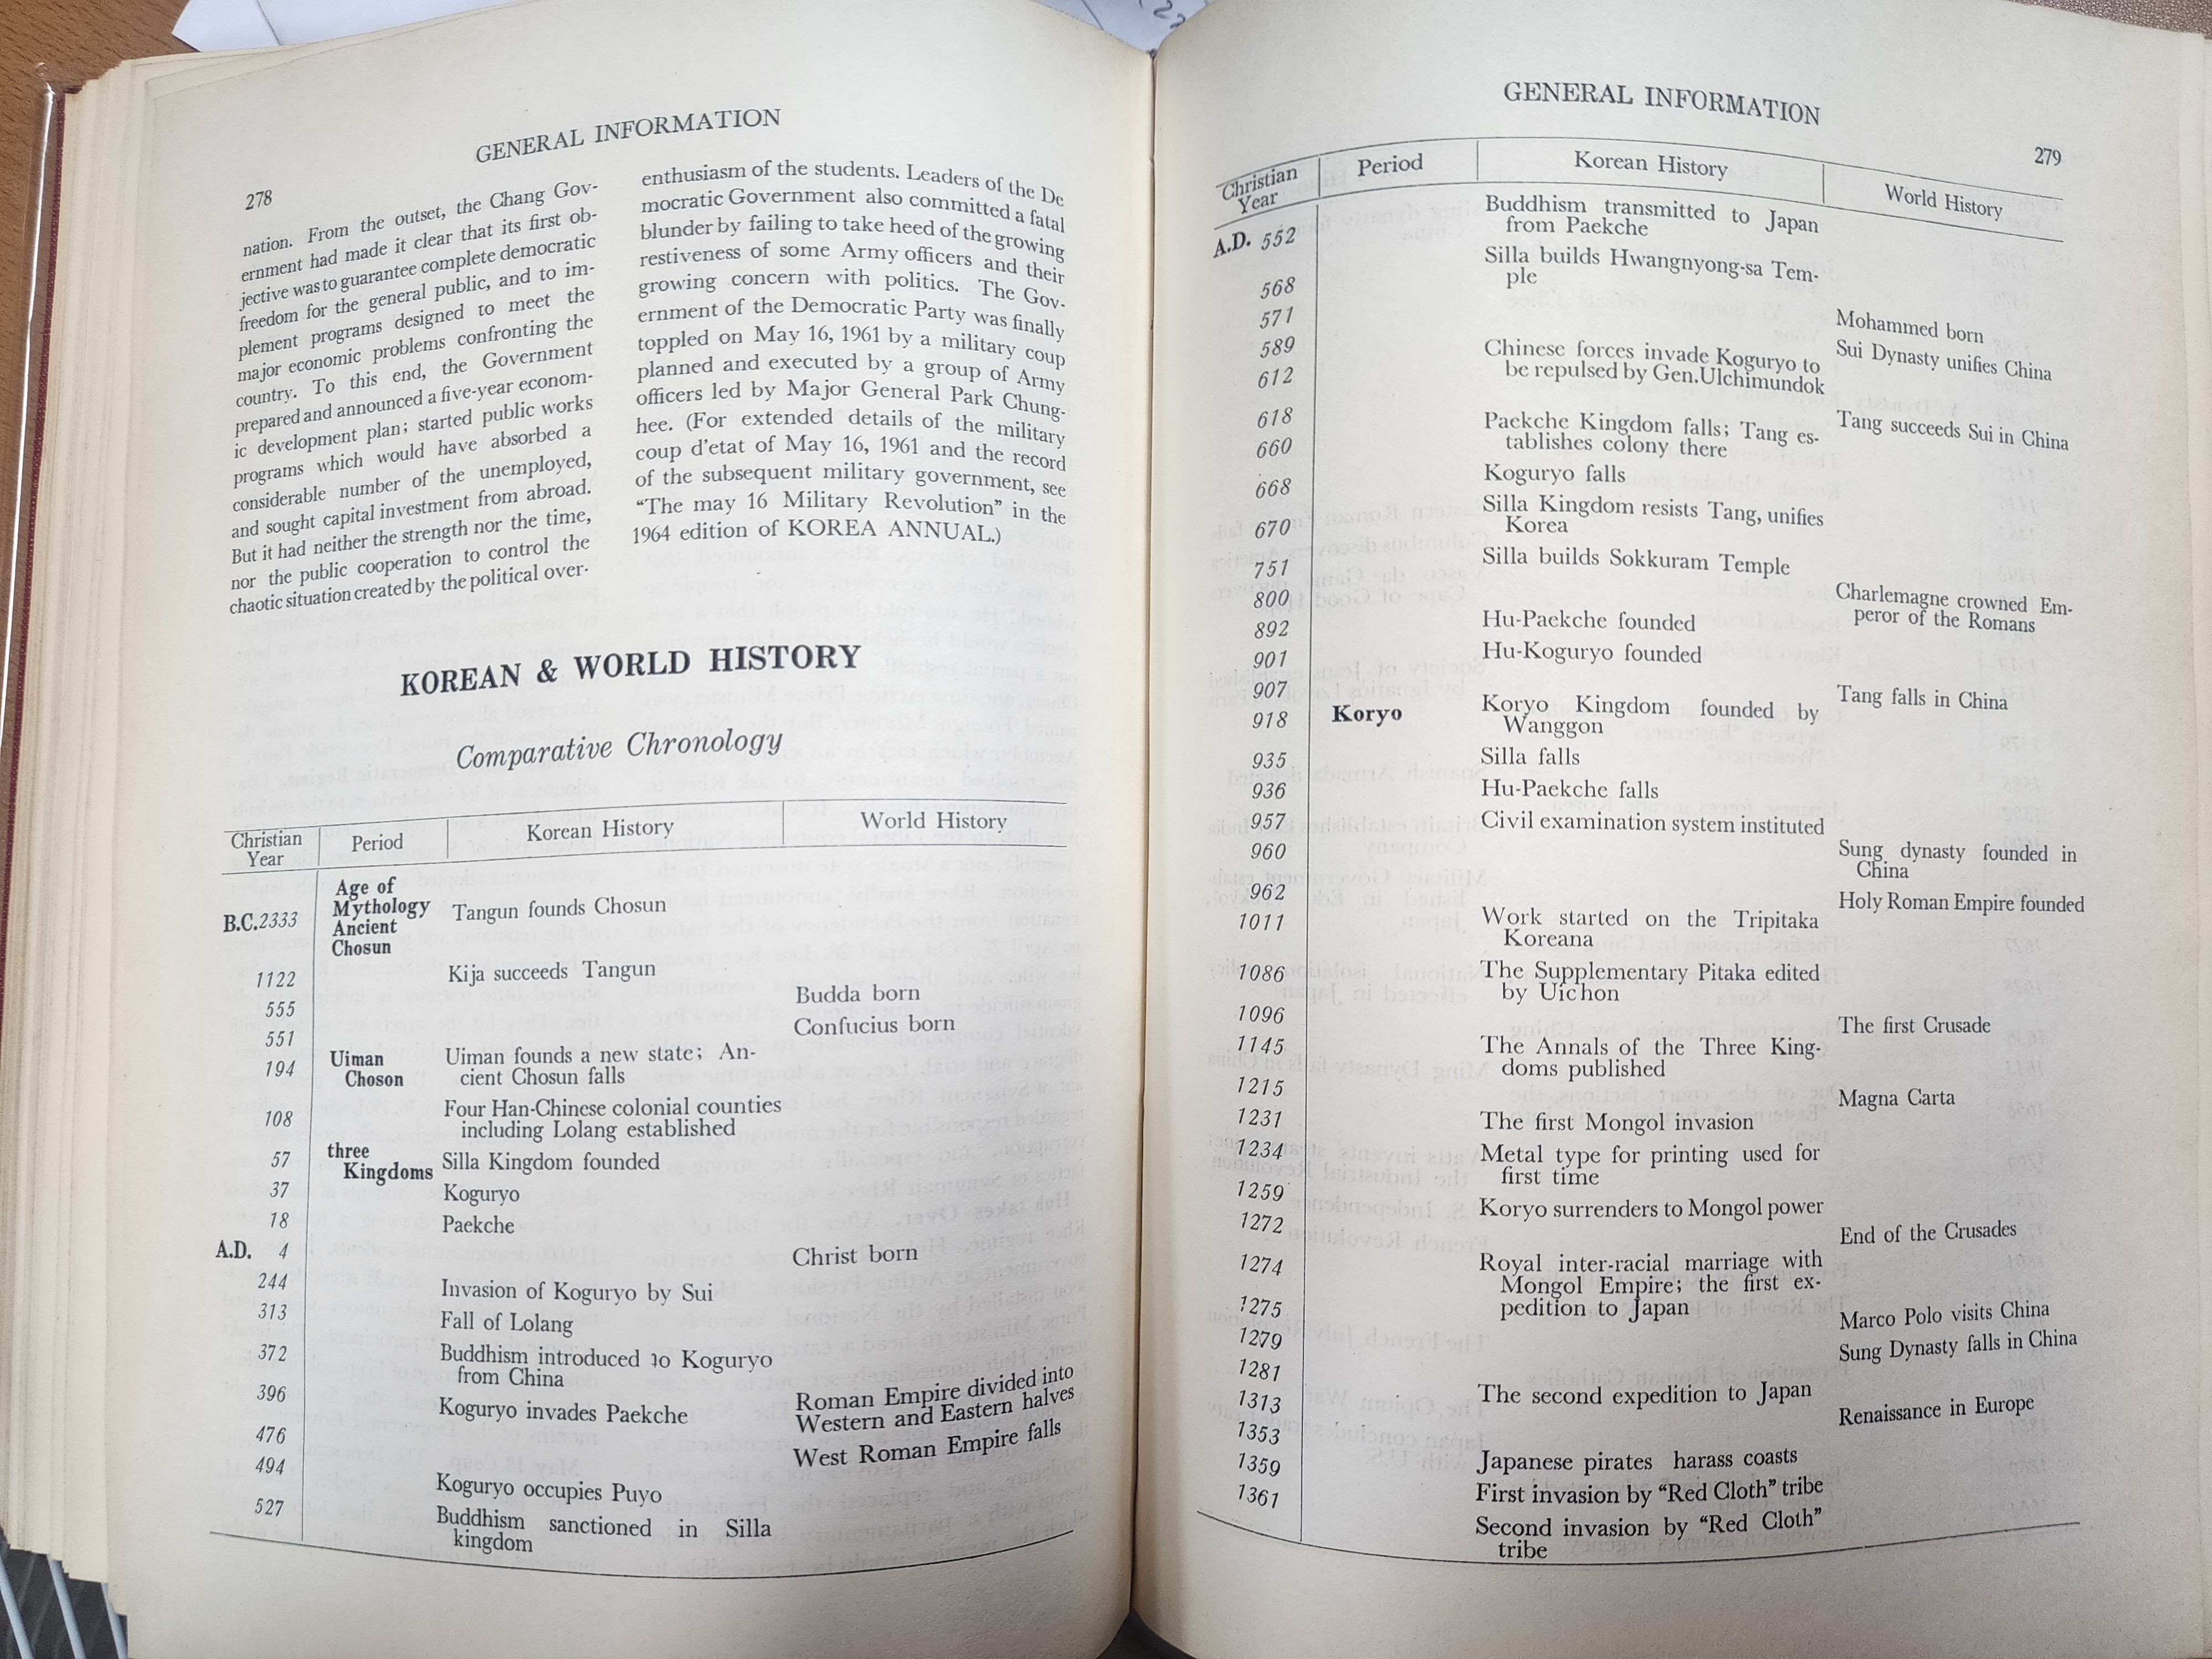 GENERAL INFORMATION
278
nation. From the outset, the Chang Gov-
ernment had made it clear that its first ob-
jective was to guarantee complete democratic
freedom for the general public, and to im-
plement programs designed to meet the
major economic problems confronting the
country. To this end, the Government
prepared and announced a five-year econom-
ic development plan; started public works
programs which would have absorbed a
considerable number of the unemployed,
and sought capital investment from abroad.
But it had neither the strength nor the time,
nor the public cooperation to control the
chaotic situation created by the political over-
enthusiasm of the students. Leaders of the De
mocratic Government also committed a fatal
blunder by failing to take heed of the growing
restiveness of some Army officers and their
growing concern with politics. The Gov-
ernment of the Democratic Party was finally
toppled on May 16, 1961 by a military coup
planned and executed by a group of Army
officers led by Major General Park Chung-
hee. (For extended details of the military
coup d'etat of May 16, 1961 and the record
of the subsequent military government, see
“The may 16 Military Revolution” in the
1964 edition of KOREA ANNUAL.)
KOREAN & WORLD HISTORY
Comparative Chronology
Christian Year Period Korean History World History
B.C. 2333 Age of Mythology Ancient Chosun Tangun founds Chosun
1122 Kija succeeds Tangun
555 Budda born
551 Confucius born
194 Uiman Choson Uiman founds a new state; An-
cient Chosun falls
108 Four Han-Chinese colonial counties
including Lolang established
57 three Kingdoms Silla Kingdom founded
37 Koguryo
18 Paekche
A.D. 4 Christ born
244 Invasion of Koguryo by Sui
313 Fall of Lolang
372 Buddhism introduced to Koguryo
from China
396 Koguryo invades Paekche Roman Empire divided into
Western and Eastern halves
476 West Roman Empire falls
494 Koguryo occupies Puyo
527 Buddhism sanctioned in Silla
kingdom
GENERAL INFORMATION
279
Christian Year Period Korean History World History
A.D. 552 Buddhism transmitted to Japan
from Paekche
568 Silla builds Hwangnyong-sa Tem-
ple
571 Mohammed born
589 Sui Dynasty unifies China
612 Chinese forces invade Koguryo to
be repulsed by Gen.Ulchimundok
618 Tang succeeds Sui in China
660 Paekche Kingdom falls; Tang es-
tablishes colony there
668 Koguryo falls
670 Silla Kingdom resists Tang, unifies
Korea
751 Silla builds Sokkuram Temple
800 Charlemagne crowned Em-
peror of the Romans
892 Hu-Paekche founded
901 Hu-Koguryo founded
907 Tang falls in China
918 Koryo Koryo Kingdom founded by
Wanggon
935 Silla falls
936 Hu-Paekche falls
957 Civil examination system instituted
960 Sung dynasty founded in
China
962 Holy Roman Empire founded
1011 Work started on the Tripitaka
Koreana
1086 The Supplementary Pitaka edited
by Uichon
1096 The first Crusade
1145 The Annals of the Three King-
doms published
1215 Magna Carta
1231 The first Mongol invasion
1234 Metal type for printing used for
first time
1259 Koryo surrenders to Mongol power
1272 End of the Crusades
1274 Royal inter-racial marriage with
Mongol Empire; the first ex-
pedition to Japan
1275 Marco Polo visits China
1279 Sung Dynasty falls in China
1281 The second expedition to Japan
1313 Renaissance in Europe
1353 Japanese pirates harass coasts
1359 First invasion by “Red Cloth” tribe
1361 Second invasion by “Red Cloth”
tribe